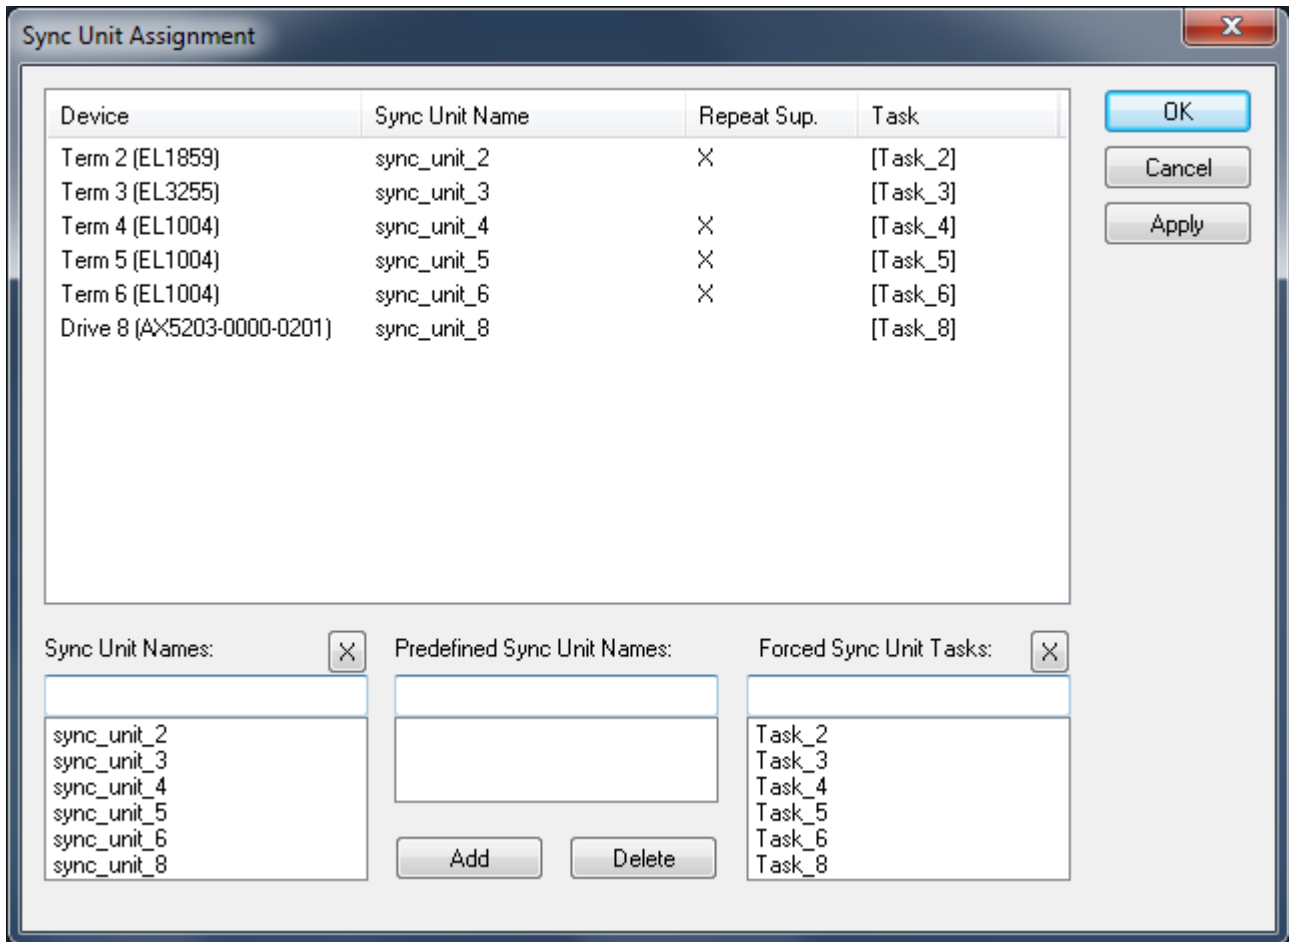 Sync Unit Assignment
X
Device Sync Unit Name Repeat Sup. Task
Term 2 (EL1859) sync_unit_2 X [Task_2]
Term 3 (EL3255) sync_unit_3 [Task_3]
Term 4 (EL1004) sync_unit_4 X [Task_4]
Term 5 (EL1004) sync_unit_5 X [Task_5]
Term 6 (EL1004) sync_unit_6 X [Task_6]
Drive 8 (AX5203-0000-0201) sync_unit_8 [Task_8]
OK
Cancel
Apply
Sync Unit Names: X
sync_unit_2
sync_unit_3
sync_unit_4
sync_unit_5
sync_unit_6
sync_unit_8
Predefined Sync Unit Names:
Add Delete
Forced Sync Unit Tasks: X
Task_2
Task_3
Task_4
Task_5
Task_6
Task_8